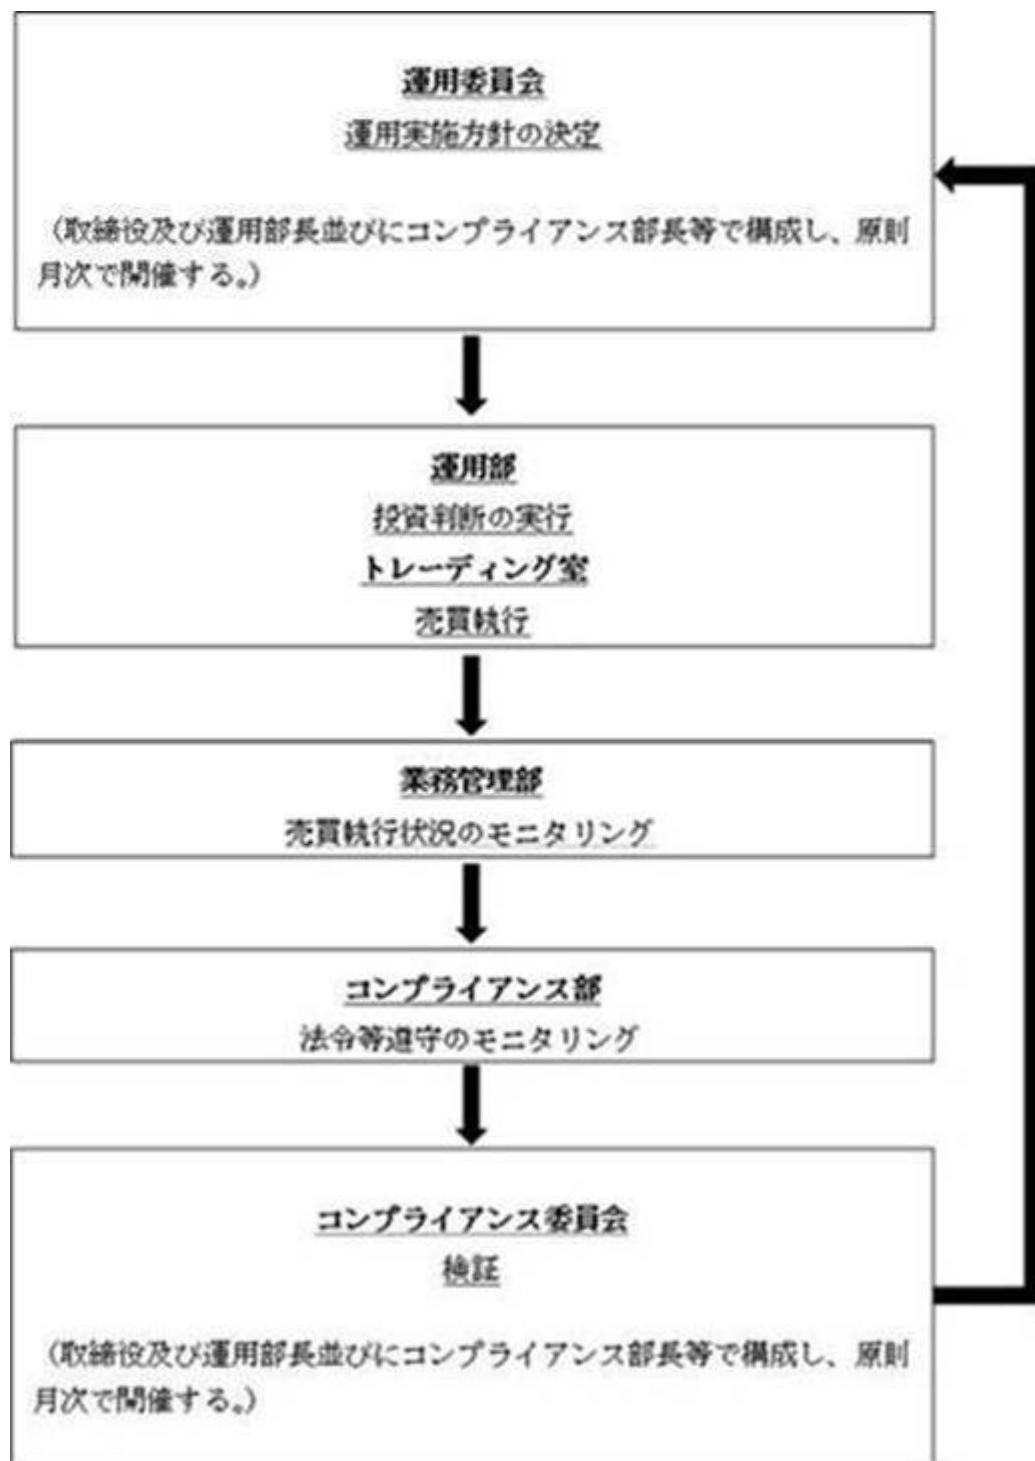 運用委員会
運用実施方針の決定
（取締役及び運用部長並びにコンプライアンス部長等で構成し、原則
月次で開催する。）
運用部
投資判断の実行
トレーディング室
売買執行
業務管理部
売買執行状況のモニタリング
コンプライアンス部
法令等遵守のモニタリング
コンプライアンス委員会
検証
（取締役及び運用部長並びにコンプライアンス部長等で構成し、原則
月次で開催する。）